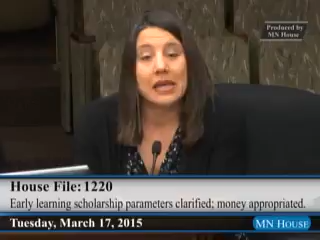 Produced by
MN House
House File: 1220
Early learning scholarship parameters clarified; money appropriated.
Tuesday, March 17, 2015
MN HOUSE